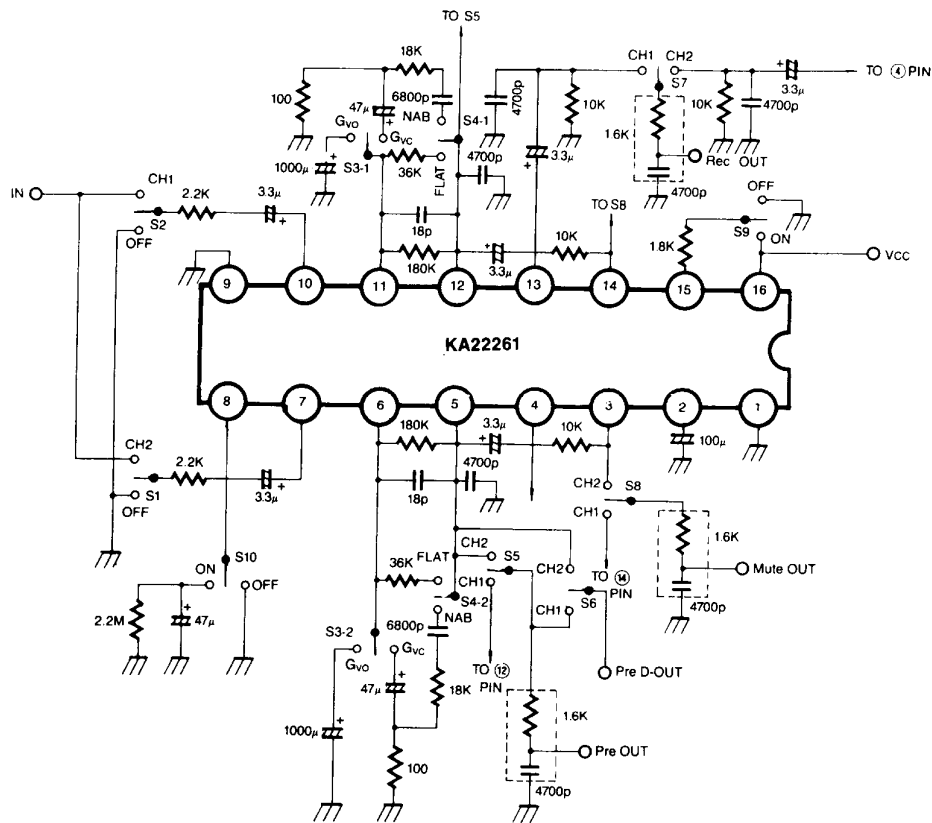 TO S5
18K
CH1 CH2
S7
TO ④ PIN
100
47μ
6800p
NAB
S4-1
4700p
10K
3.3μ
10K
4700p
1.6K
Rec OUT
GVO
GVC
1000μ
S3-1
36K
FLAT
4700p
3.3μ
4700p
IN
CH1
2.2K
3.3μ
S2
OFF
18p
180K
3.3μ
10K
TO S8
1.8K
OFF
S9
ON
VCC
9
10
11
12
13
14
15
16
KA22261
8
7
6
5
4
3
2
1
CH2
2.2K
3.3μ
S1
OFF
180K
3.3μ
10K
100μ
18p
4700p
CH2
S8
CH1
1.6K
Mute OUT
4700p
S10
ON
OFF
2.2M
47μ
36K
FLAT
CH2
S5
CH1
S4-2
NAB
6800p
CH2
S6
CH1
TO ⑭ PIN
S3-2
GVO
GVC
47μ
18K
TO ⑫ PIN
Pre D-OUT
1000μ
100
1.6K
Pre OUT
4700p